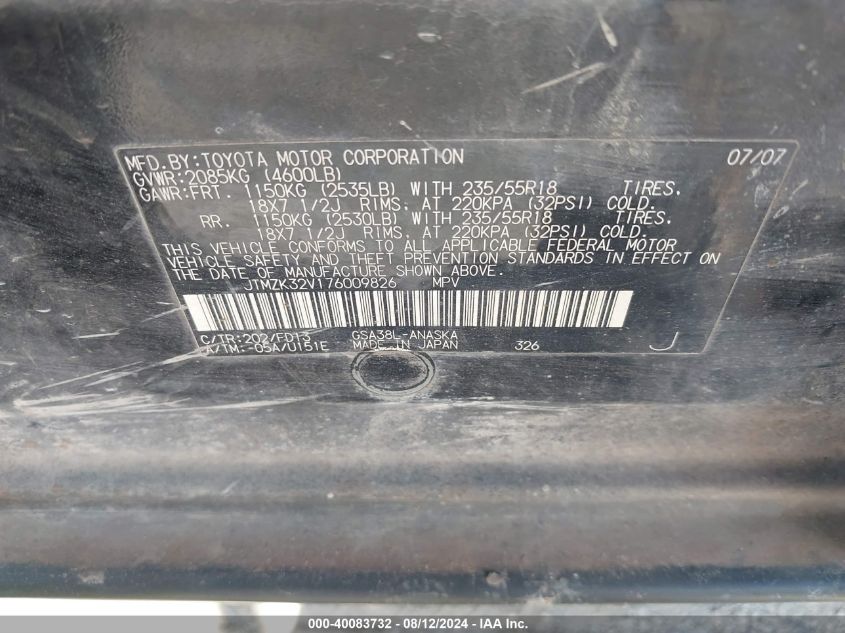 MFD.BY:TOYOTA MOTOR CORPORATION 07/07
GVWR:2085KG (4600LB)
GAWR:FRT. 1150KG (2535LB) WITH 235/55R18 TIRES.
18X7 1/2J RIMS. AT 220KPA (32PSI) COLD.
RR. 1150KG (2530LB) WITH 235/55R18 TIRES.
18X7 1/2J RIMS. AT 220KPA (32PSI) COLD.
THIS VEHICLE CONFORMS TO ALL APPLICABLE FEDERAL MOTOR
VEHICLE SAFETY AND THEFT PREVENTION STANDARDS IN EFFECT ON
THE DATE OF MANUFACTURE SHOWN ABOVE.
JTMZK32V176009826 MPV
C/TR:202/FD13 GSA38L-ANASKA
A/TM:-05A/U151E MADE IN JAPAN 326 J
000-40083732 - 08/12/2024 - IAA Inc.